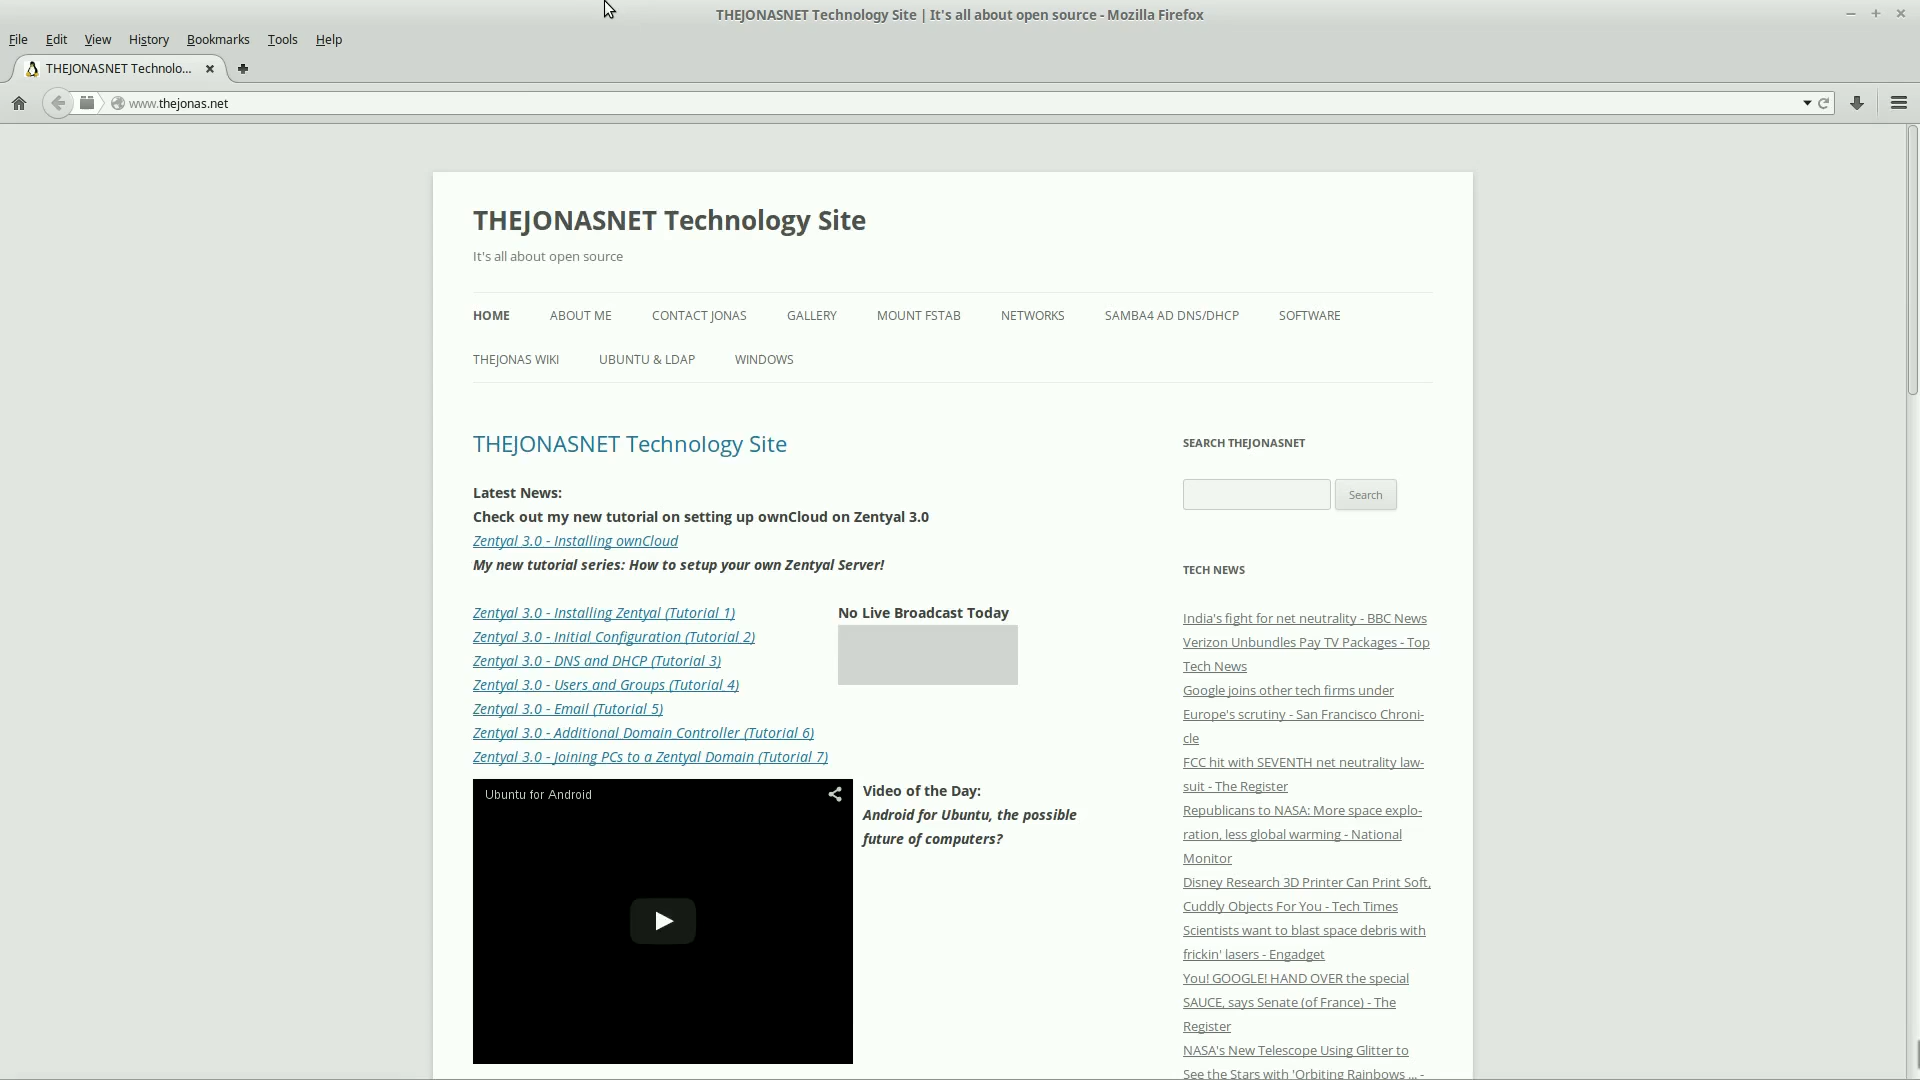 THEJONASNET Technology Site | It's all about open source - Mozilla Firefox
File Edit View History Bookmarks Tools Help
THEJONASNET Technolo...
www.thejonas.net
THEJONASNET Technology Site
It's all about open source
HOME ABOUT ME CONTACT JONAS GALLERY MOUNT FSTAB NETWORKS SAMBA4 AD DNS/DHCP SOFTWARE
THEJONAS WIKI UBUNTU & LDAP WINDOWS
THEJONASNET Technology Site
Latest News:
Check out my new tutorial on setting up ownCloud on Zentyal 3.0
Zentyal 3.0 - Installing ownCloud
My new tutorial series: How to setup your own Zentyal Server!
Zentyal 3.0 - Installing Zentyal (Tutorial 1)
Zentyal 3.0 - Initial Configuration (Tutorial 2)
Zentyal 3.0 - DNS and DHCP (Tutorial 3)
Zentyal 3.0 - Users and Groups (Tutorial 4)
Zentyal 3.0 - Email (Tutorial 5)
Zentyal 3.0 - Additional Domain Controller (Tutorial 6)
Zentyal 3.0 - Joining PCs to a Zentyal Domain (Tutorial 7)
No Live Broadcast Today
Ubuntu for Android
Video of the Day:
Android for Ubuntu, the possible
future of computers?
SEARCH THEJONASNET
Search
TECH NEWS
India's fight for net neutrality - BBC News
Verizon Unbundles Pay TV Packages - Top
Tech News
Google joins other tech firms under
Europe's scrutiny - San Francisco Chroni-
cle
FCC hit with SEVENTH net neutrality law-
suit - The Register
Republicans to NASA: More space explo-
ration, less global warming - National
Monitor
Disney Research 3D Printer Can Print Soft,
Cuddly Objects For You - Tech Times
Scientists want to blast space debris with
frickin' lasers - Engadget
You! GOOGLE! HAND OVER the special
SAUCE, says Senate (of France) - The
Register
NASA's New Telescope Using Glitter to
See the Stars with 'Orbiting Rainbows ... -